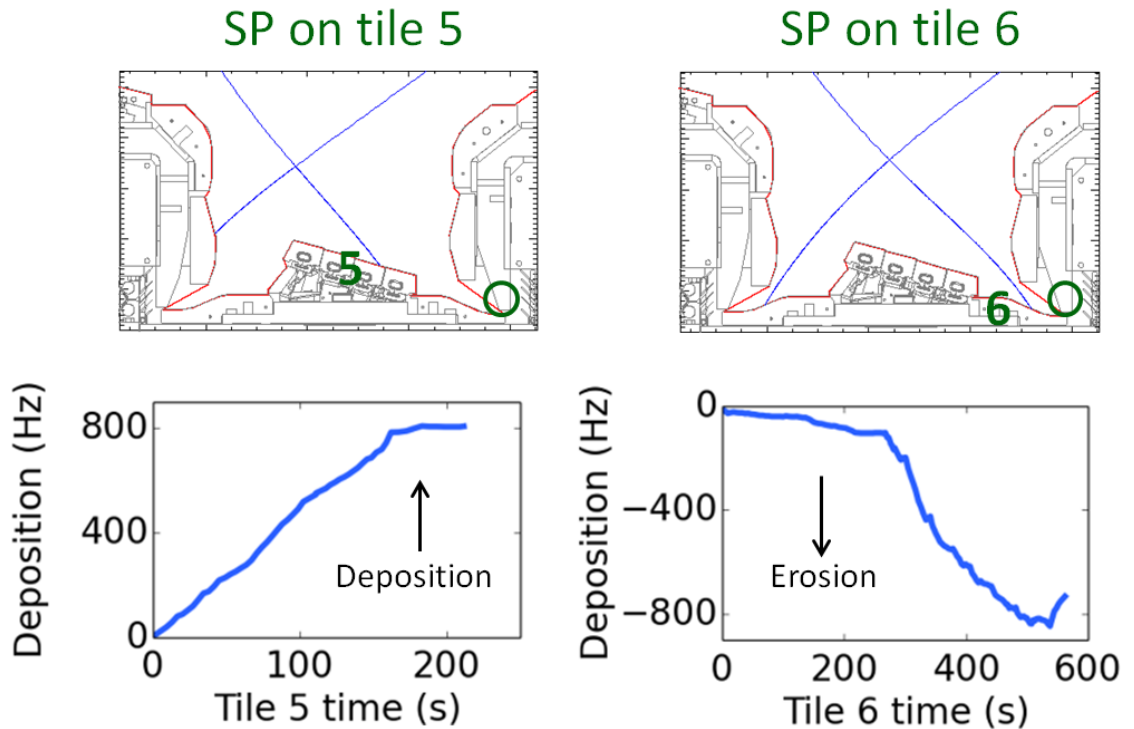 SP on tile 5
SP on tile 6
5
6
Deposition (Hz)
800
400
0
Deposition
0
100
200
Tile 5 time (s)
Deposition (Hz)
0
−400
−800
Erosion
0
200
400
600
Tile 6 time (s)